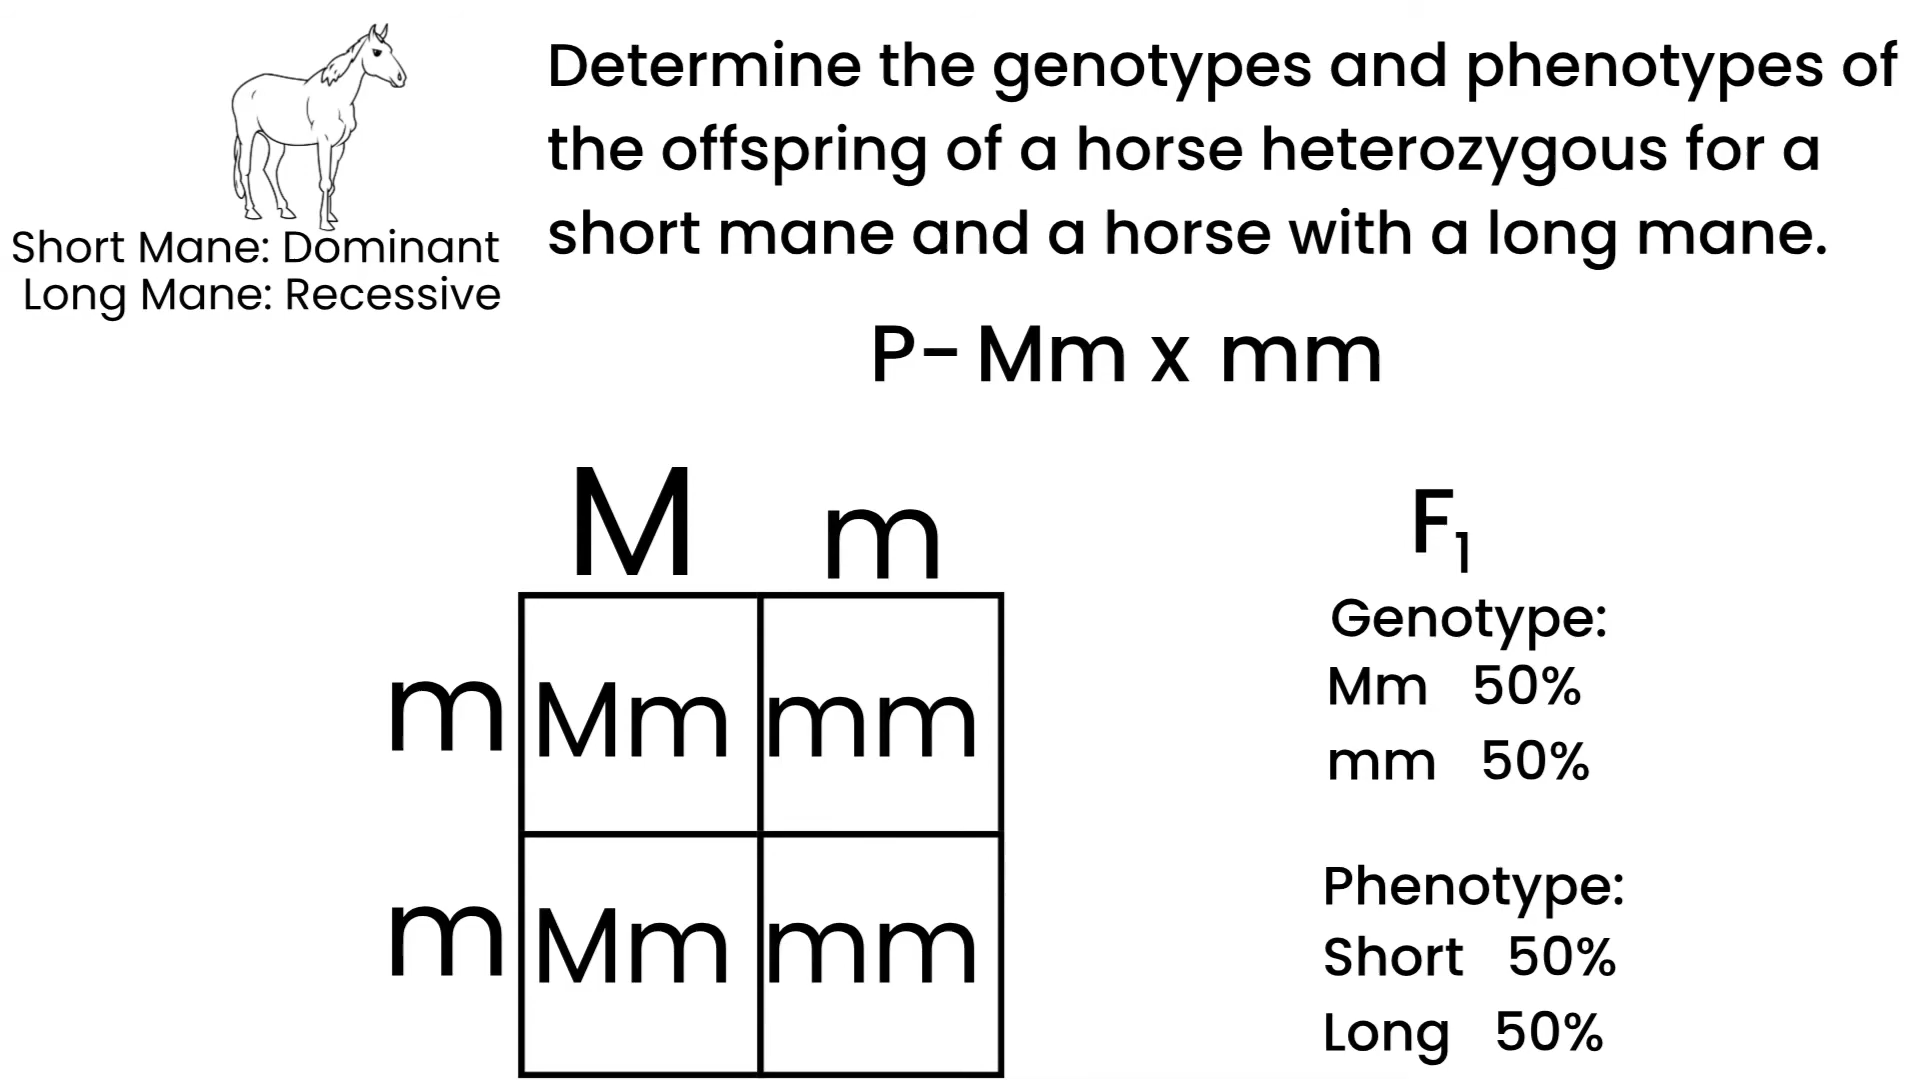 Determine the genotypes and phenotypes of
the offspring of a horse heterozygous for a
short mane and a horse with a long mane.
Short Mane: Dominant
Long Mane: Recessive
P- Mm x mm
M m
m Mm mm
m Mm mm
F1
Genotype:
Mm 50%
mm 50%
Phenotype:
Short 50%
Long 50%